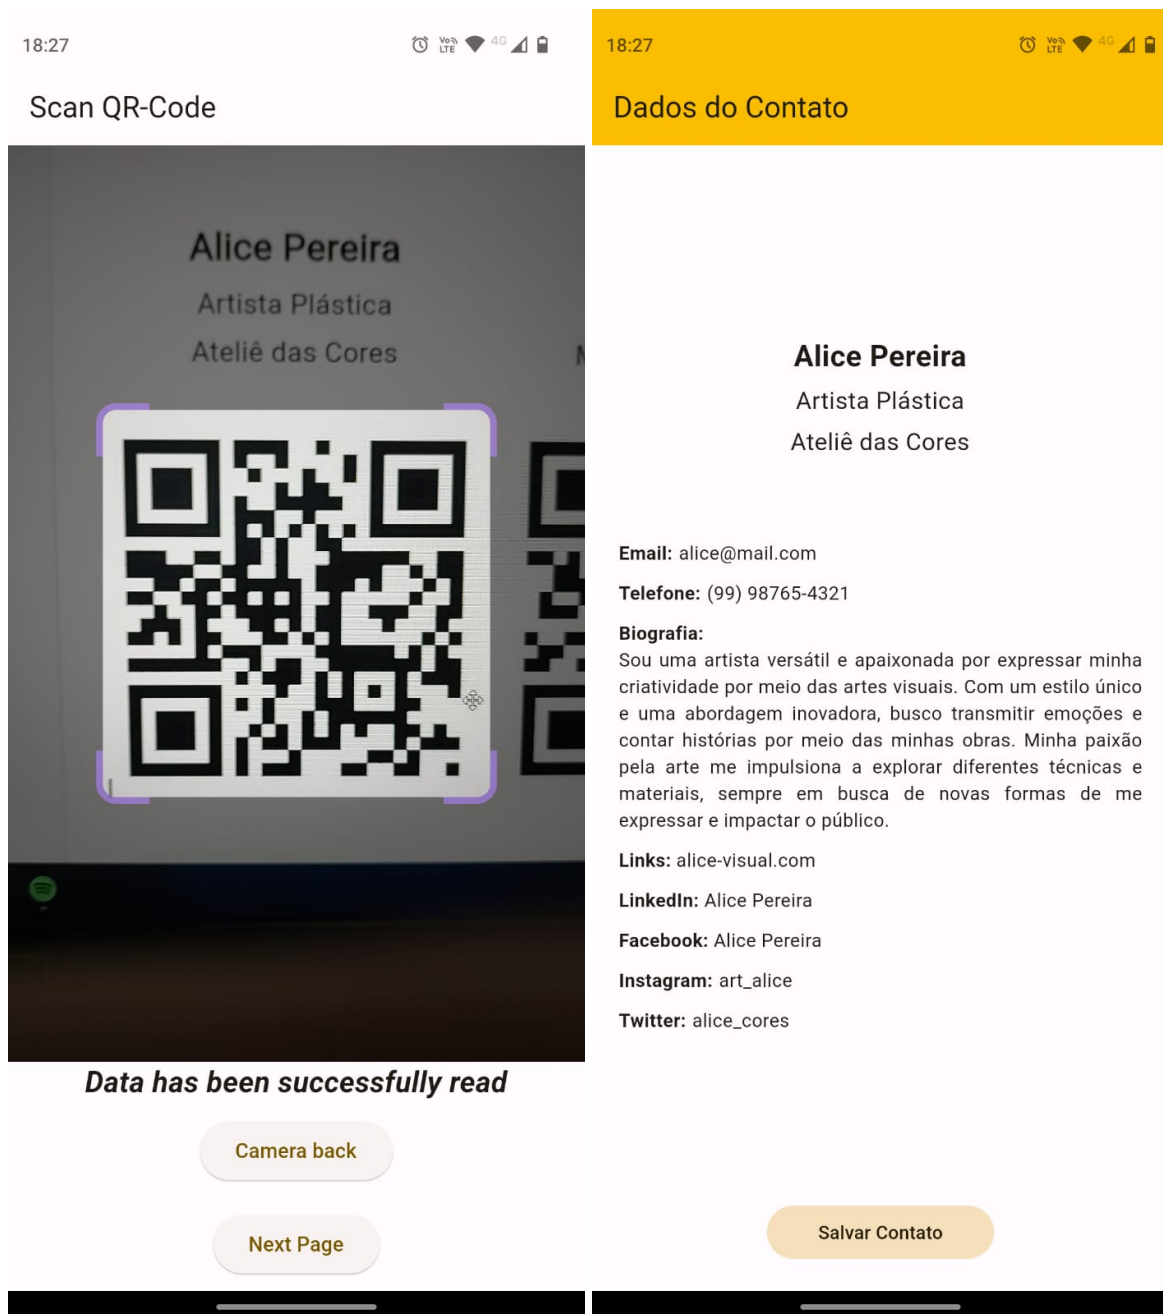 18:27
4G
Scan QR-Code
Alice Pereira
Artista Plástica
Ateliê das Cores
Data has been successfully read
Camera back
Next Page
18:27
4G
Dados do Contato
Alice Pereira
Artista Plástica
Ateliê das Cores
Email: alice@mail.com
Telefone: (99) 98765-4321
Biografia:
Sou uma artista versátil e apaixonada por expressar minha
criatividade por meio das artes visuais. Com um estilo único
e uma abordagem inovadora, busco transmitir emoções e
contar histórias por meio das minhas obras. Minha paixão
pela arte me impulsiona a explorar diferentes técnicas e
materiais, sempre em busca de novas formas de me
expressar e impactar o público.
Links: alice-visual.com
LinkedIn: Alice Pereira
Facebook: Alice Pereira
Instagram: art_alice
Twitter: alice_cores
Salvar Contato